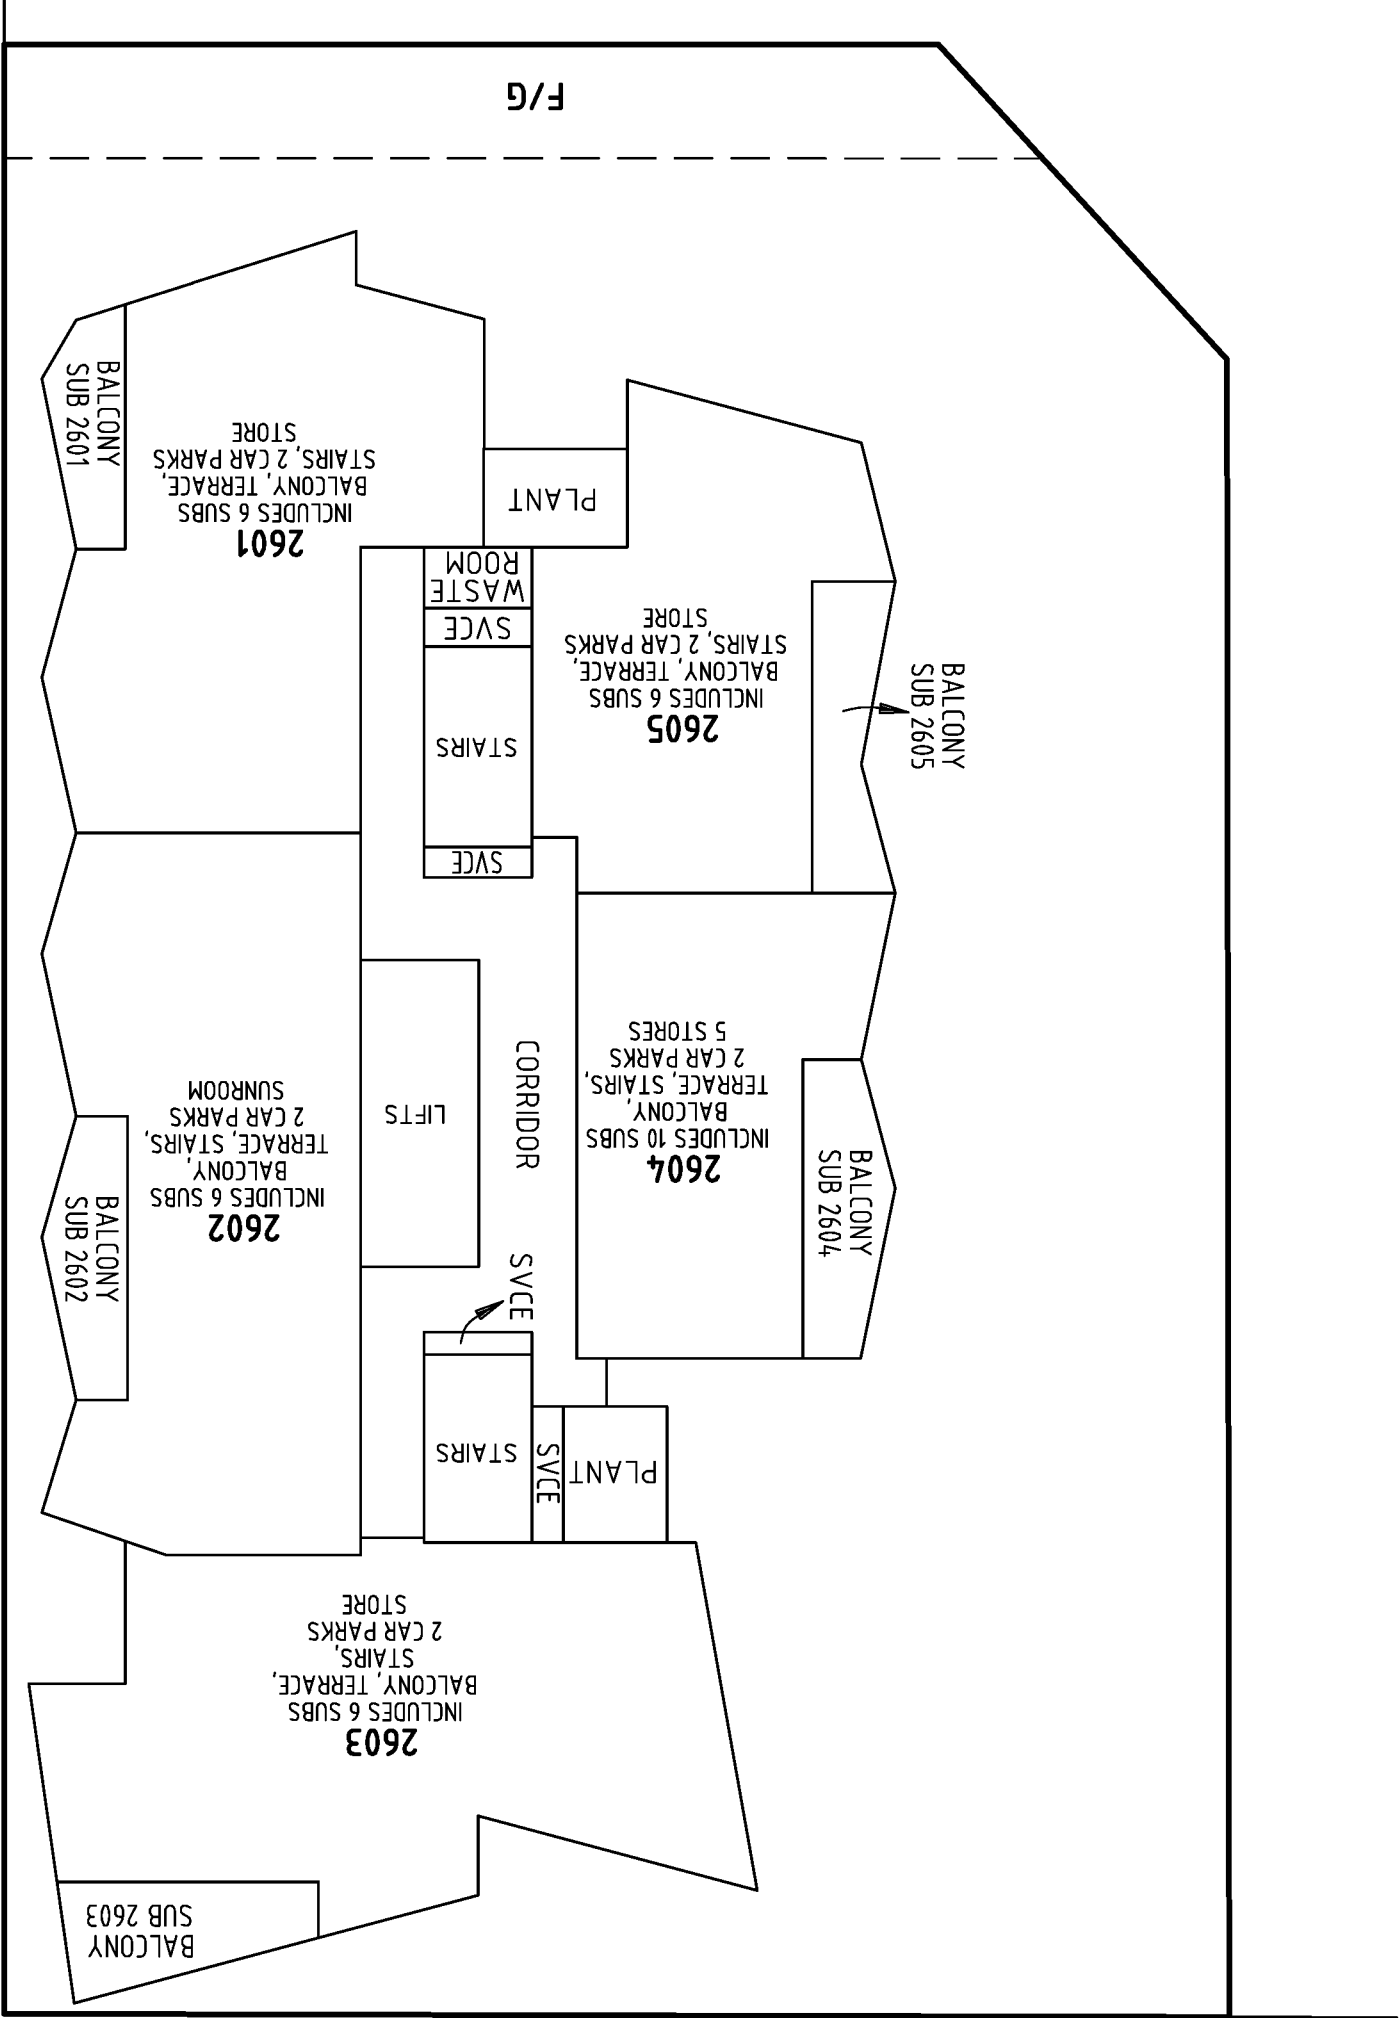 F/G
BALCONY
SUB 2601
2601
INCLUDES 6 SUBS
BALCONY, TERRACE,
STAIRS, 2 CAR PARKS
STORE
PLANT
WASTE
ROOM
SVCE
STAIRS
SVCE
2605
INCLUDES 6 SUBS
BALCONY, TERRACE,
STAIRS, 2 CAR PARKS
STORE
BALCONY
SUB 2605
2602
INCLUDES 6 SUBS
BALCONY,
TERRACE, STAIRS,
2 CAR PARKS
SUNROOM
BALCONY
SUB 2602
LIFTS
CORRIDOR
2604
INCLUDES 10 SUBS
BALCONY,
TERRACE, STAIRS,
2 CAR PARKS
5 STORES
BALCONY
SUB 2604
SVCE
STAIRS
SVCE
PLANT
2603
INCLUDES 6 SUBS
BALCONY, TERRACE,
STAIRS,
2 CAR PARKS
STORE
BALCONY
SUB 2603